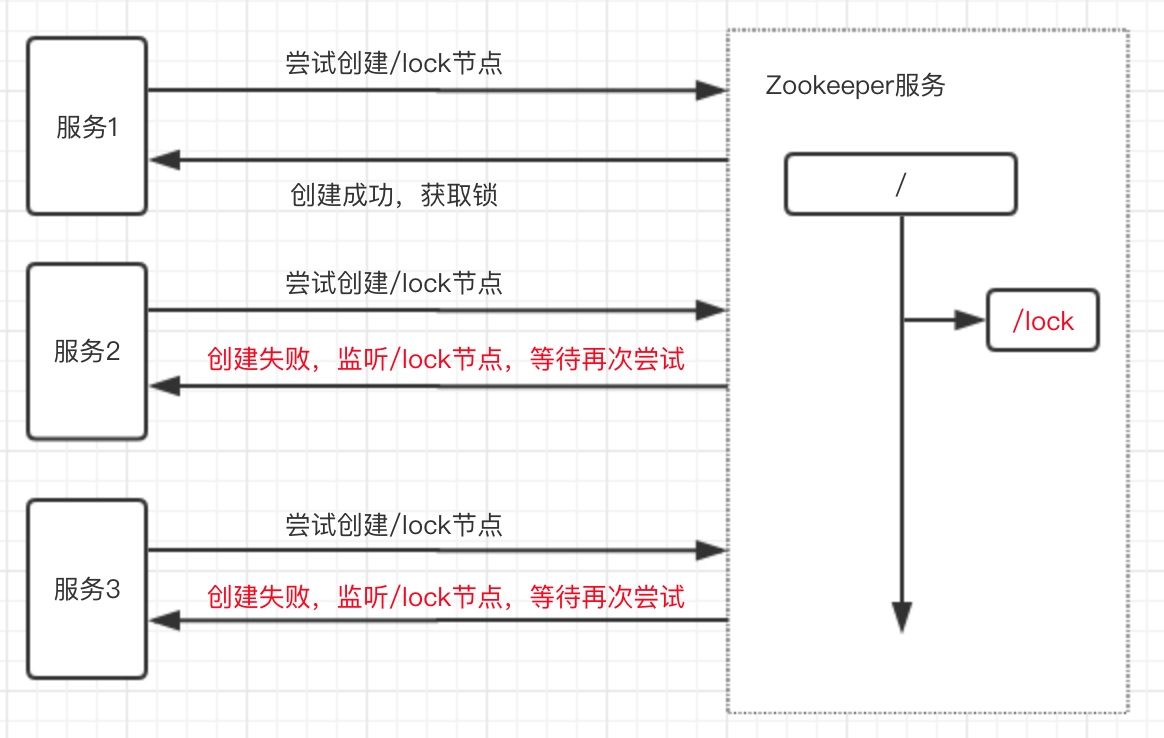 尝试创建/lock节点
服务1
创建成功，获取锁
尝试创建/lock节点
服务2
创建失败，监听/lock节点，等待再次尝试
尝试创建/lock节点
服务3
创建失败，监听/lock节点，等待再次尝试
Zookeeper服务
/
/lock